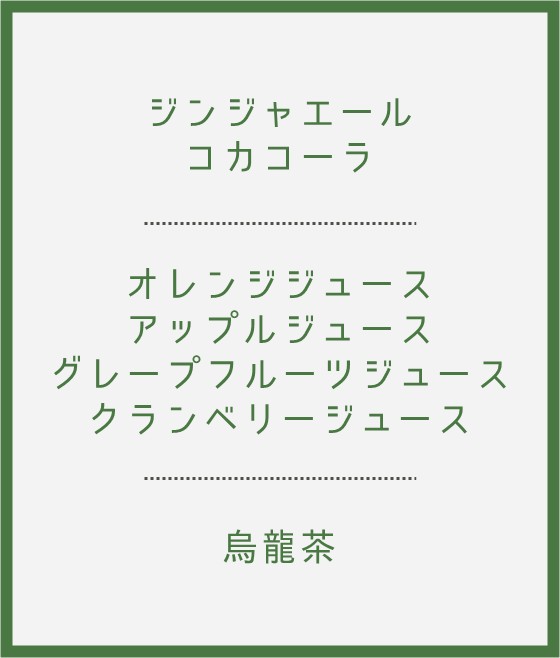 ジンジャエール
コカコーラ
オレンジジュース
アップルジュース
グレープフルーツジュース
クランベリージュース
烏龍茶